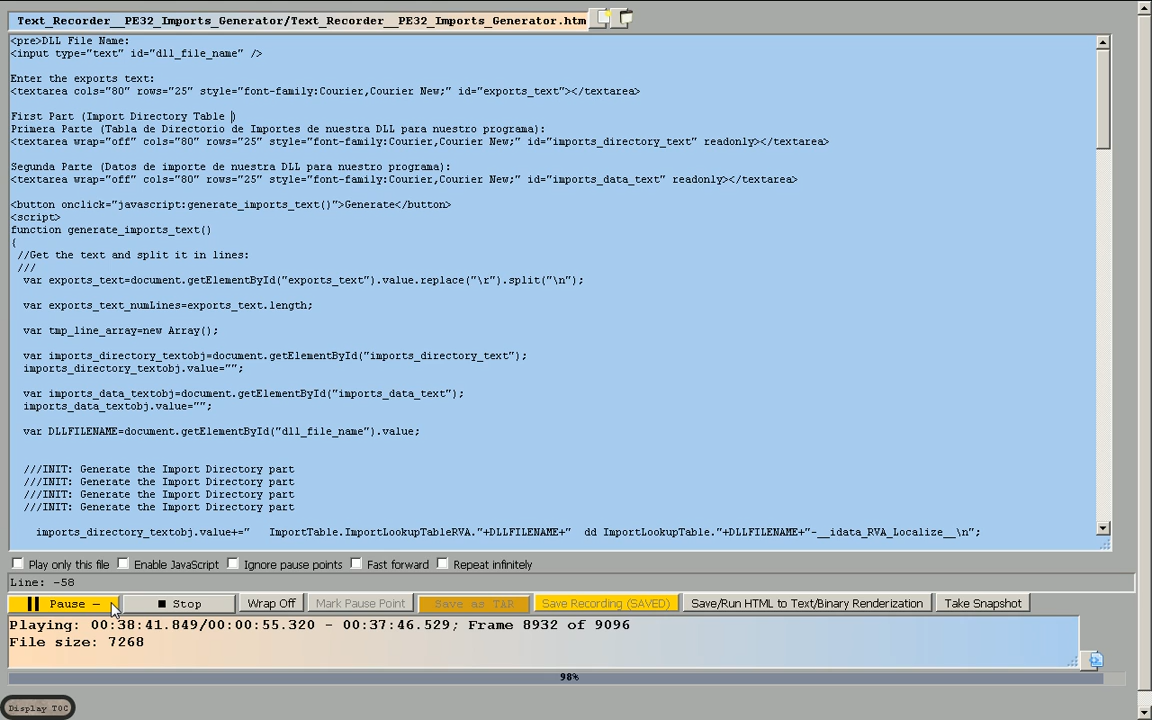 Text_Recorder__PE32_Imports_Generator/Text_Recorder__PE32_Imports_Generator.htm
<pre>DLL File Name:
<input type="text" id="dll_file_name" />
Enter the exports text:
<textarea cols="80" rows="25" style="font-family:Courier,Courier New;" id="exports_text"></textarea>
First Part (Import Directory Table )
Primera Parte (Tabla de Directorio de Importes de nuestra DLL para nuestro programa):
<textarea wrap="off" cols="80" rows="25" style="font-family:Courier,Courier New;" id="imports_directory_text" readonly></textarea>
Segunda Parte (Datos de importe de nuestra DLL para nuestro programa):
<textarea wrap="off" cols="80" rows="25" style="font-family:Courier,Courier New;" id="imports_data_text" readonly></textarea>
<button onclick="javascript:generate_imports_text()">Generate</button>
<script>
function generate_imports_text()
{
//Get the text and split it in lines:
///
var exports_text=document.getElementById("exports_text").value.replace("\r").split("\n");
var exports_text_numLines=exports_text.length;
var tmp_line_array=new Array();
var imports_directory_textobj=document.getElementById("imports_directory_text");
imports_directory_textobj.value="";
var imports_data_textobj=document.getElementById("imports_data_text");
imports_data_textobj.value="";
var DLLFILENAME=document.getElementById("dll_file_name").value;
///INIT: Generate the Import Directory part
///INIT: Generate the Import Directory part
///INIT: Generate the Import Directory part
///INIT: Generate the Import Directory part
imports_directory_textobj.value+="   ImportTable.ImportLookupTableRVA."+DLLFILENAME+"  dd ImportLookupTable."+DLLFILENAME+"-__idata_RVA_Localize__\n";
Play only this file Enable JavaScript Ignore pause points Fast forward Repeat infinitely
Line: -58
Pause — Stop Wrap Off Mark Pause Point Save as TAR Save Recording (SAVED) Save/Run HTML to Text/Binary Renderization Take Snapshot
Playing: 00:38:41.849/00:00:55.320 - 00:37:46.529; Frame 8932 of 9096
File size: 7268
98%
Display TOC